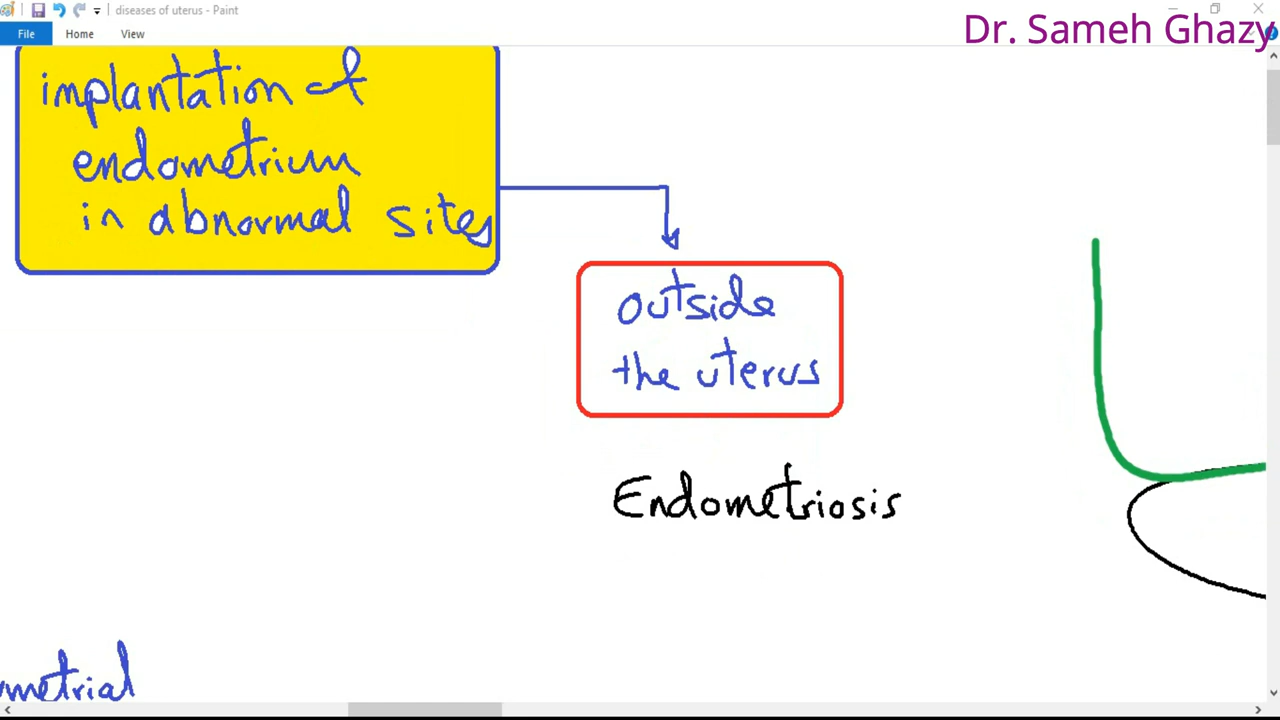 diseases of uterus - Paint
Dr. Sameh Ghazy
File Home View
implantation of
endometrium
in abnormal sites
outside
the uterus
Endometriosis
ometrial